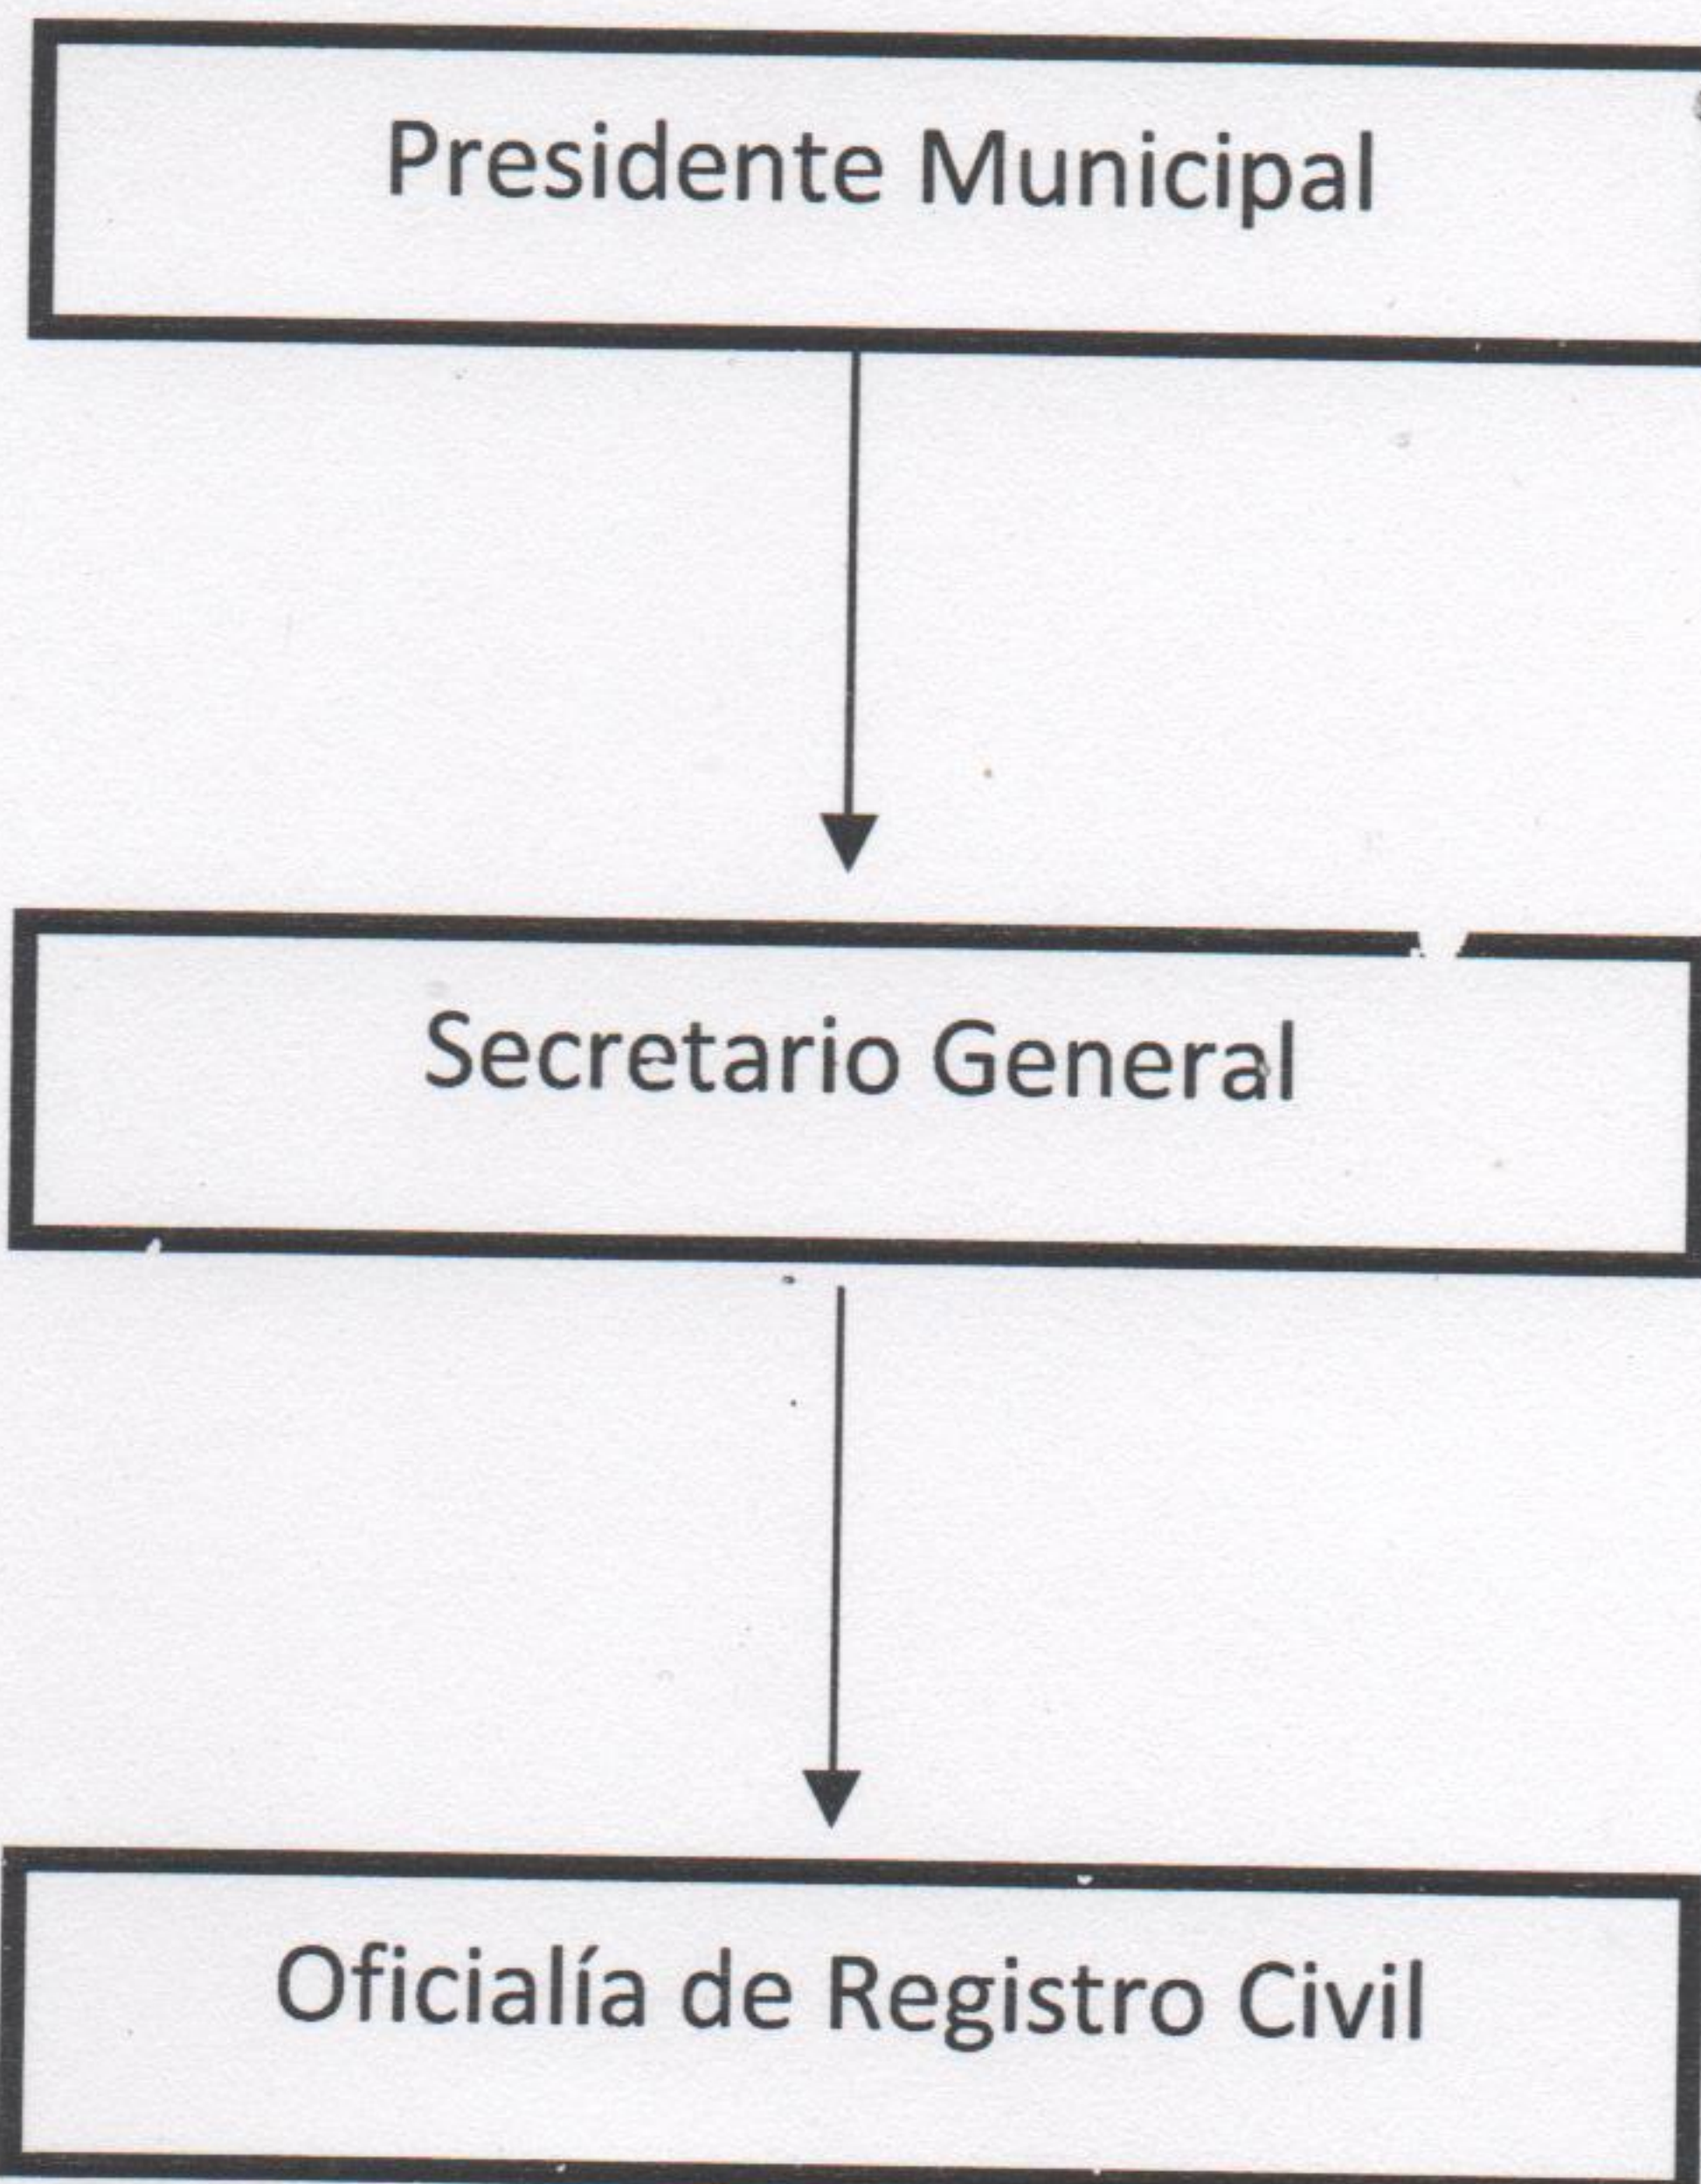 Presidente Municipal
Secretario General
Oficialía de Registro Civil